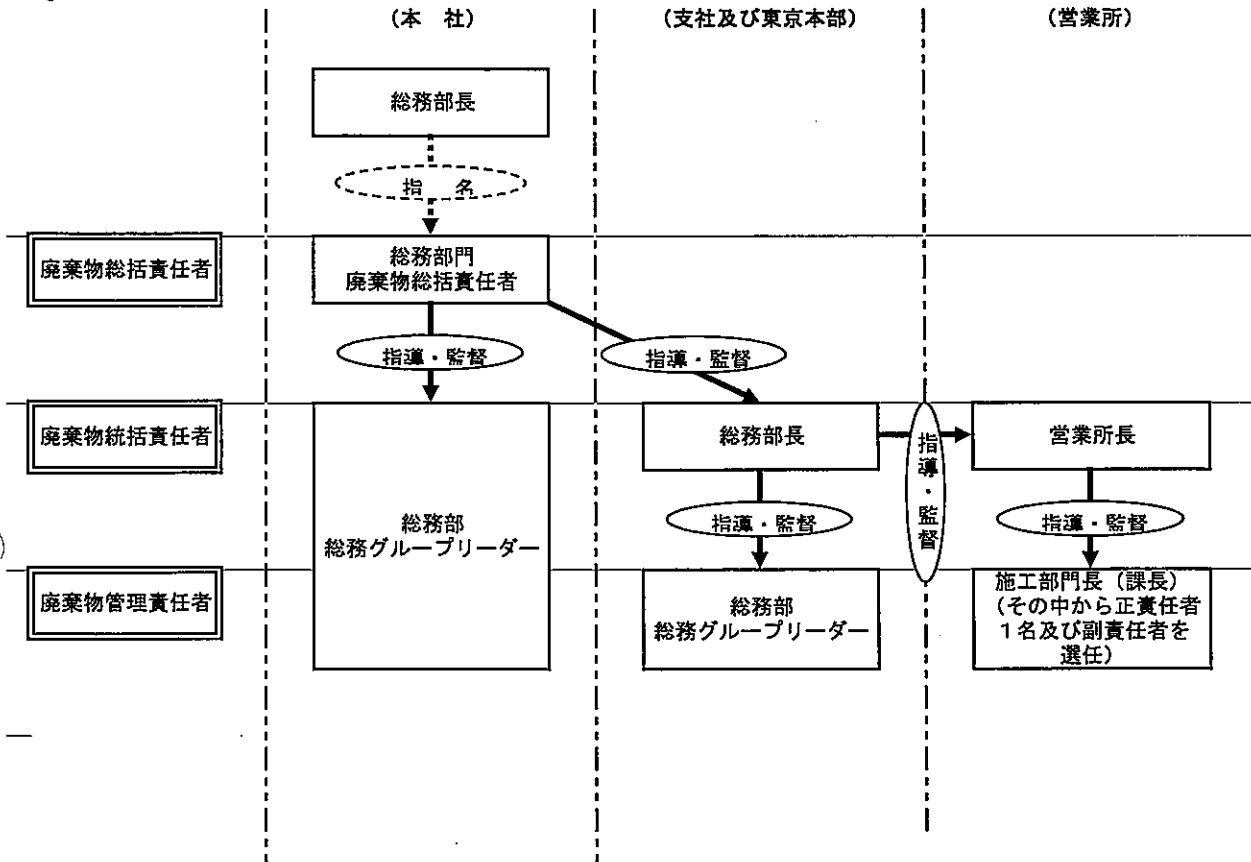 (本　社)
(支社及び東京本部)
(営業所)
総務部長
指　名
廃棄物総括責任者
総務部門
廃棄物総括責任者
指導・監督
指導・監督
廃棄物統括責任者
総務部
総務グループリーダー
総務部長
指導・監督
営業所長
指導・監督
指導・監督
廃棄物管理責任者
総務部
総務グループリーダー
施工部門長（課長）
（その中から正責任者
１名及び副責任者を
選任）